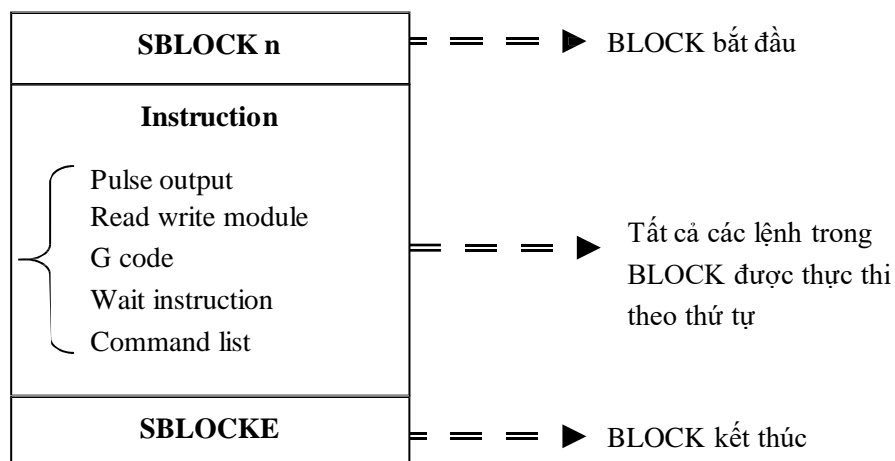 SBLOCK n
BLOCK bắt đầu
Instruction
Pulse output
Read write module
G code
Wait instruction
Command list
Tất cả các lệnh trong
BLOCK được thực thi
theo thứ tự
SBLOCKE
BLOCK kết thúc